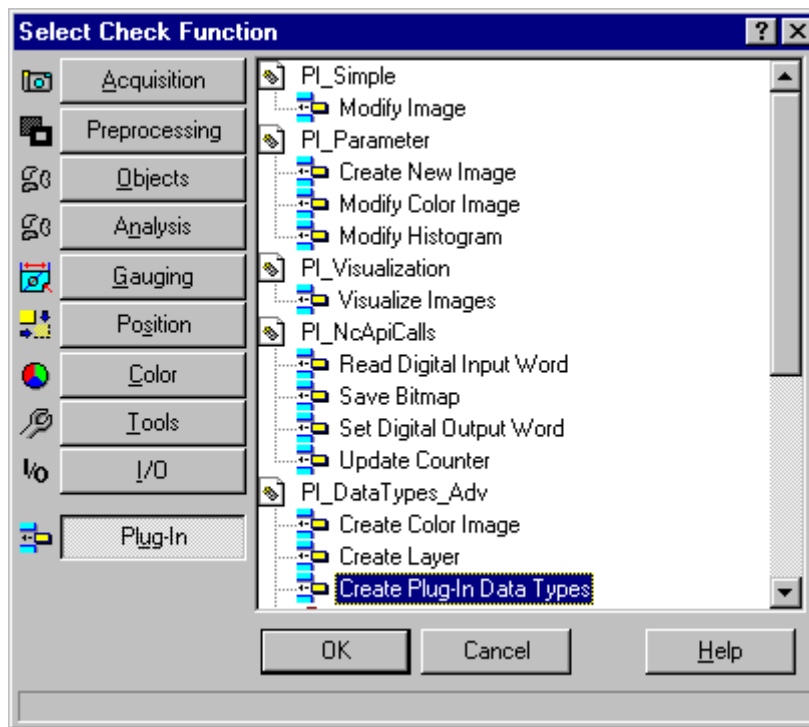 Select Check Function
Acquisition
Preprocessing
Objects
Analysis
Gauging
Position
Color
Tools
I/O
I/O
Plug-In
PI_Simple
Modify Image
PI_Parameter
Create New Image
Modify Color Image
Modify Histogram
PI_Visualization
Visualize Images
PI_NcApiCalls
Read Digital Input Word
Save Bitmap
Set Digital Output Word
Update Counter
PI_DataTypes_Adv
Create Color Image
Create Layer
Create Plug-In Data Types
OK
Cancel
Help